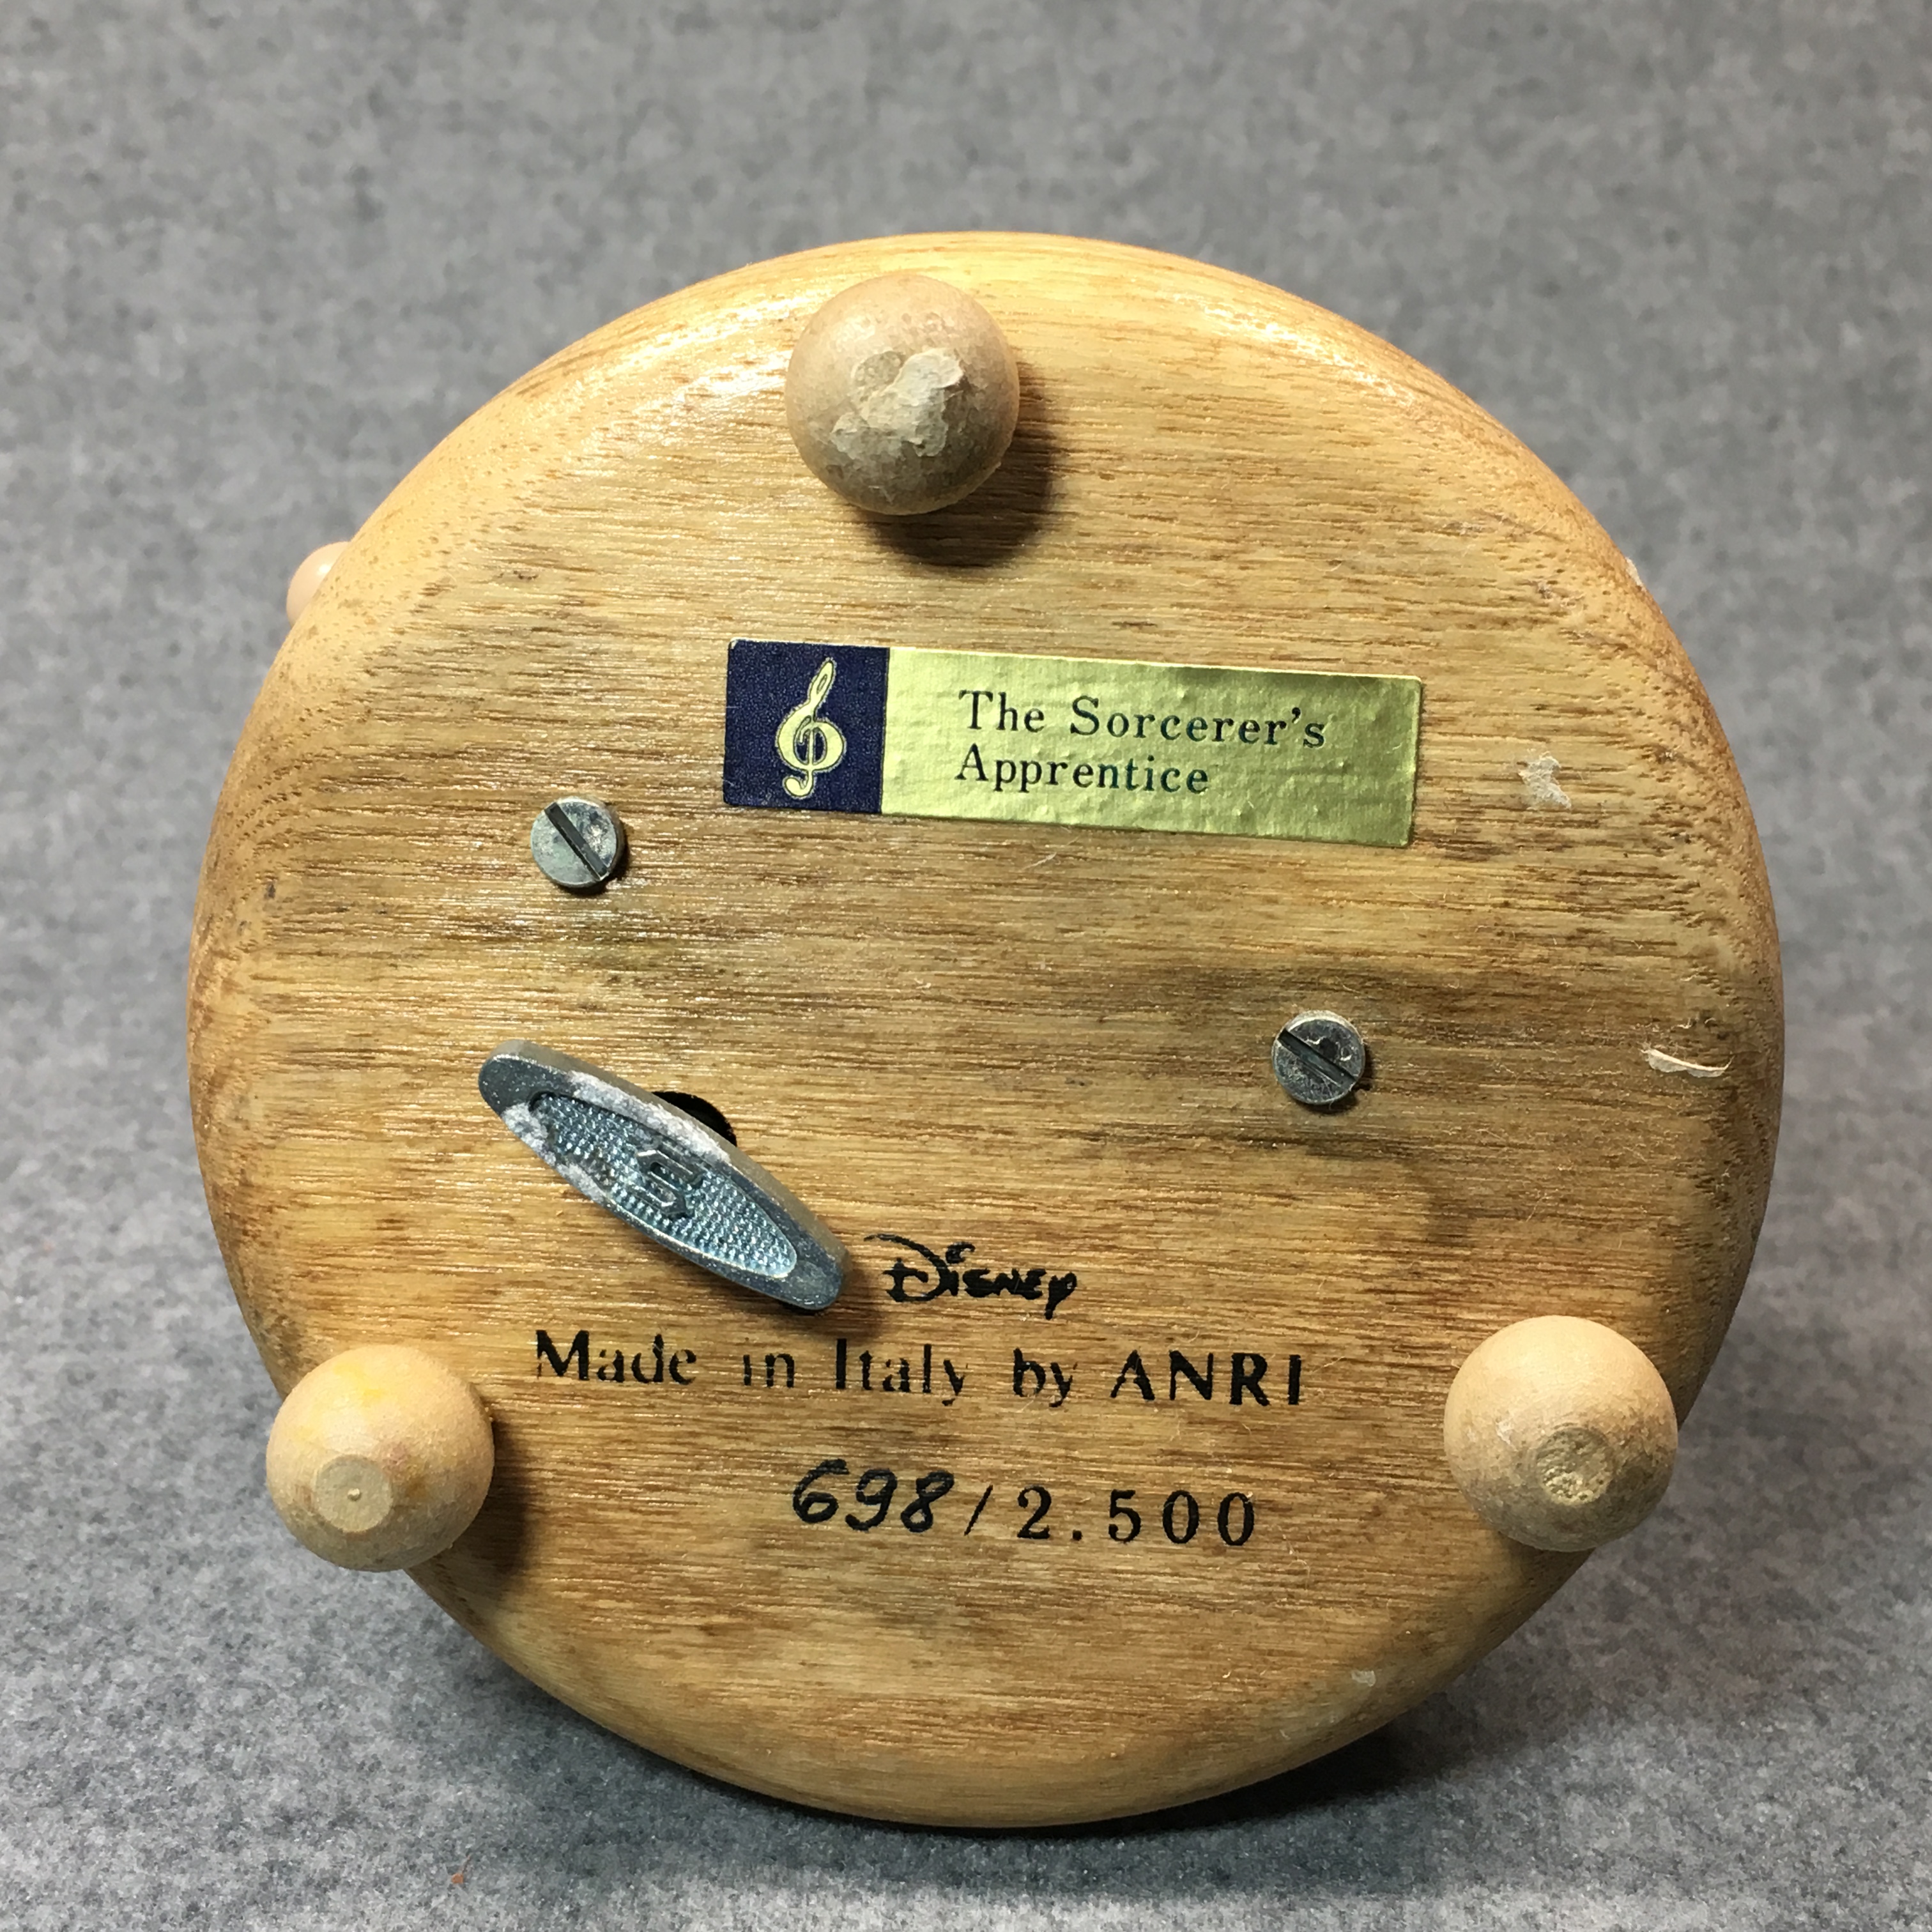 The Sorcerer's
Apprentice
Disney
Made in Italy by ANRI
698/2.500